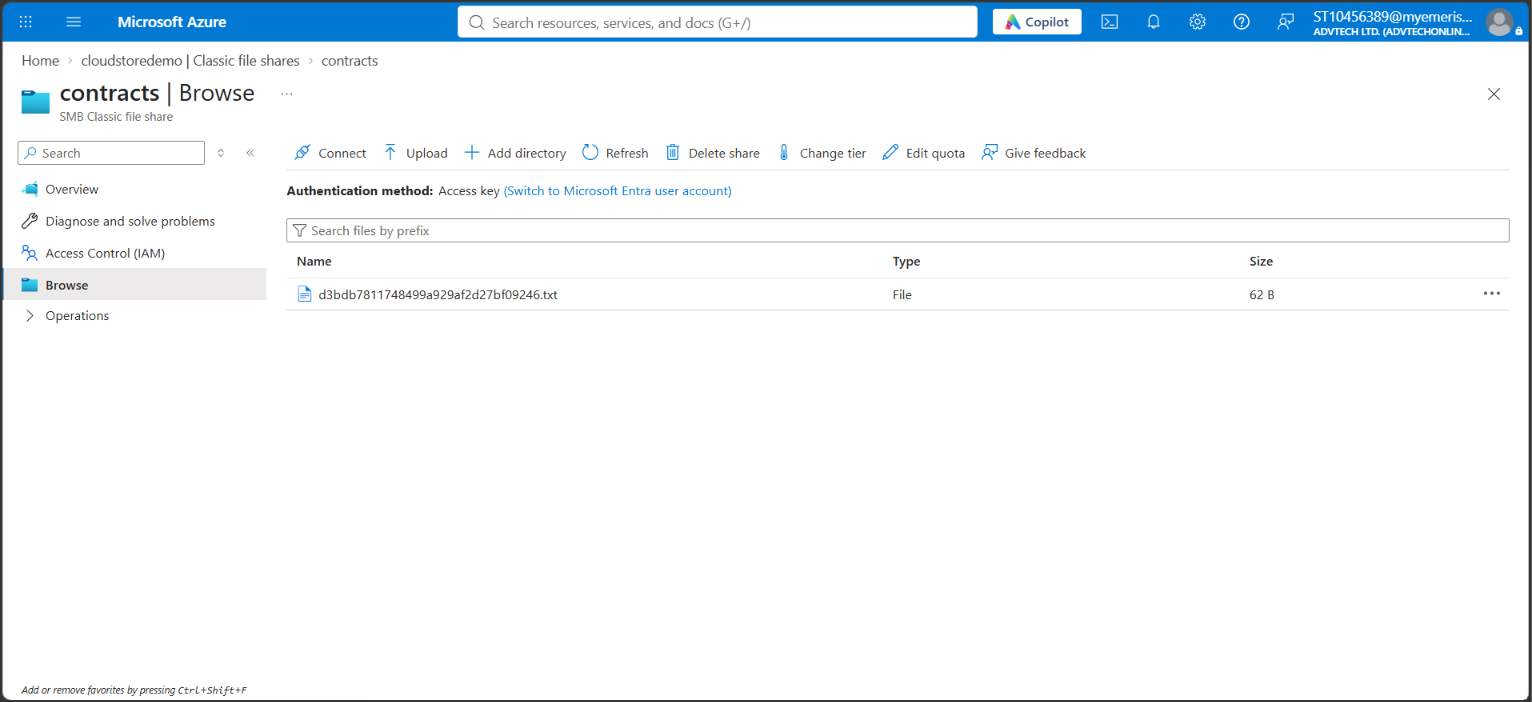 Microsoft Azure
Search resources, services, and docs (G+/)
Copilot
ST10456389@myemeris...
ADVTECH LTD. (ADVTECHONLIN...
Home > cloudstoredemo | Classic file shares > contracts
contracts | Browse ...
SMB Classic file share
Search
Connect Upload Add directory Refresh Delete share Change tier Edit quota Give feedback
Overview
Diagnose and solve problems
Access Control (IAM)
Browse
Operations
Authentication method: Access key (Switch to Microsoft Entra user account)
Search files by prefix
Name Type Size
d3bdb7811748499a929af2d27bf09246.txt File 62 B
Add or remove favorites by pressing Ctrl+Shift+F